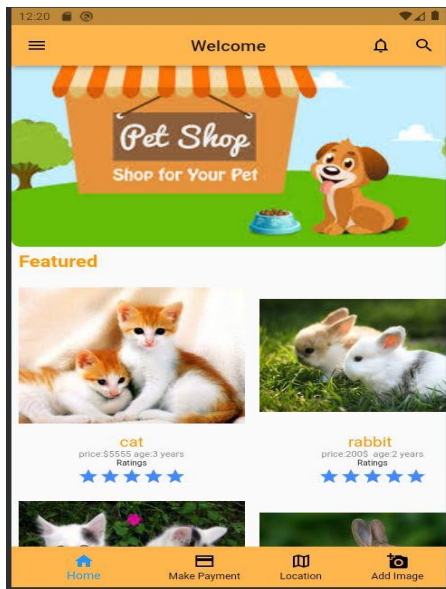 12:20
Welcome
Pet Shop
Shop for Your Pet
Featured
cat
price:$5555 age:3 years
Ratings
rabbit
price:200$ age:2 years
Ratings
Home
Make Payment
Location
Add Image